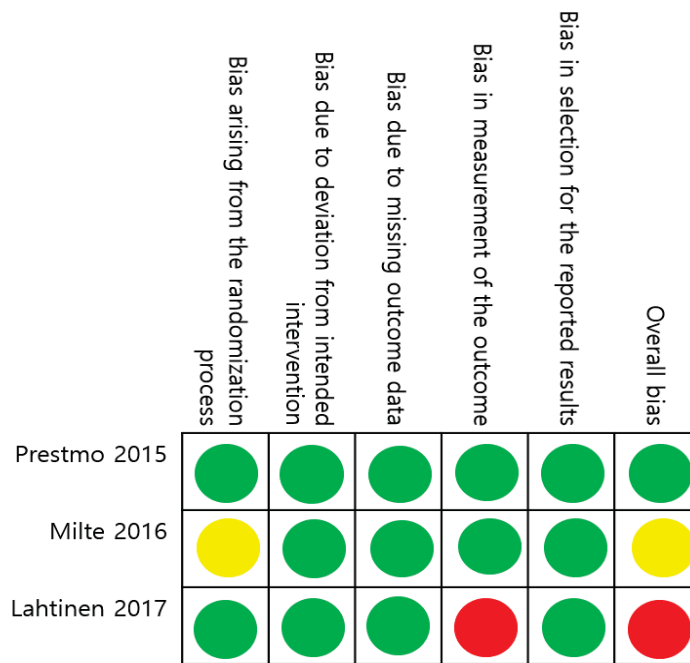 Bias arising from the randomization
process
Bias due to deviation from intended
intervention
Bias due to missing outcome data
Bias in measurement of the outcome
Bias in selection for the reported results
Overall bias
Prestmo 2015
Milte 2016
Lahtinen 2017